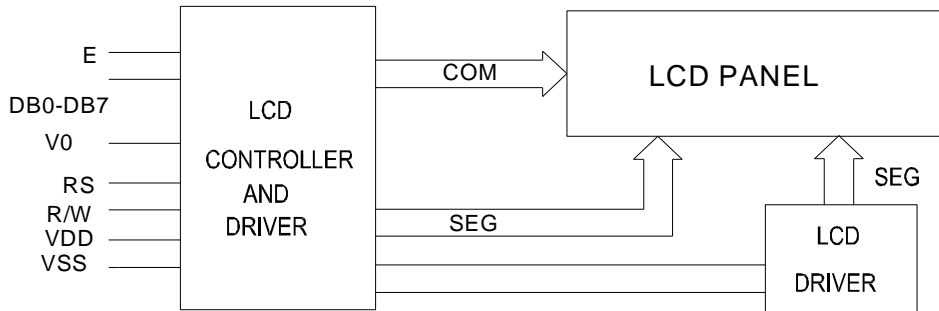 E
DB0-DB7
V0
RS
R/W
VDD
VSS
LCD
CONTROLLER
AND
DRIVER
COM
SEG
LCD PANEL
SEG
LCD
DRIVER